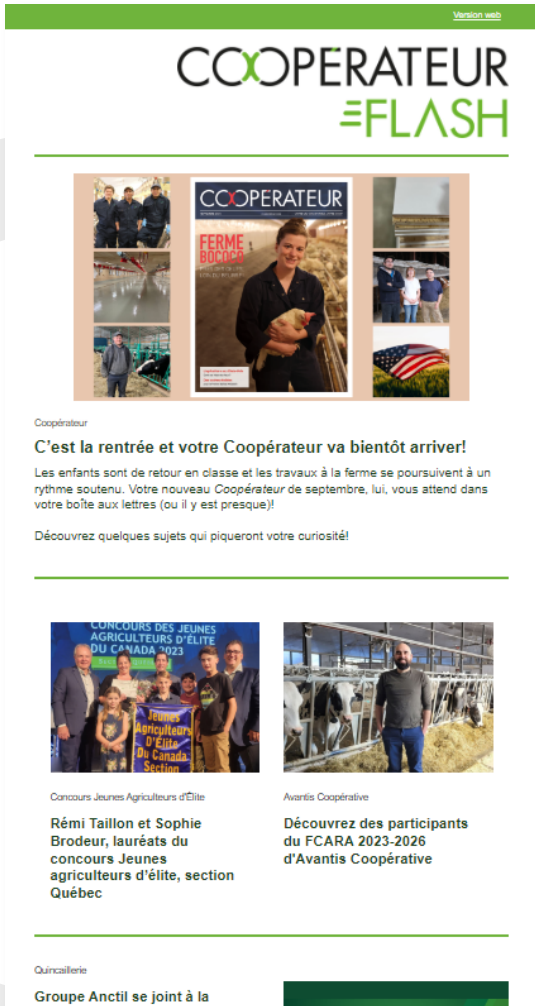 Version web
COOPÉRATEUR
FLASH
COOPÉRATEUR
FERME
BOCOCO
Coopérateur
C'est la rentrée et votre Coopérateur va bientôt arriver!
Les enfants sont de retour en classe et les travaux à la ferme se poursuivent à un
rythme soutenu. Votre nouveau Coopérateur de septembre, lui, vous attend dans
votre boîte aux lettres (ou il y est presque)!
Découvrez quelques sujets qui piqueront votre curiosité!
CONCOURS DES JEUNES
AGRICULTEURS D'ÉLITE
DU CANADA 2023
Jeunes
Agriculteurs
D'Élite
Du Canada
Section
Concours Jeunes Agriculteurs d'Élite
Rémi Taillon et Sophie
Brodeur, lauréats du
concours Jeunes
agriculteurs d'élite, section
Québec
Avantis Coopérative
Découvrez des participants
du FCARA 2023-2026
d'Avantis Coopérative
Quincaillerie
Groupe Anctil se joint à la